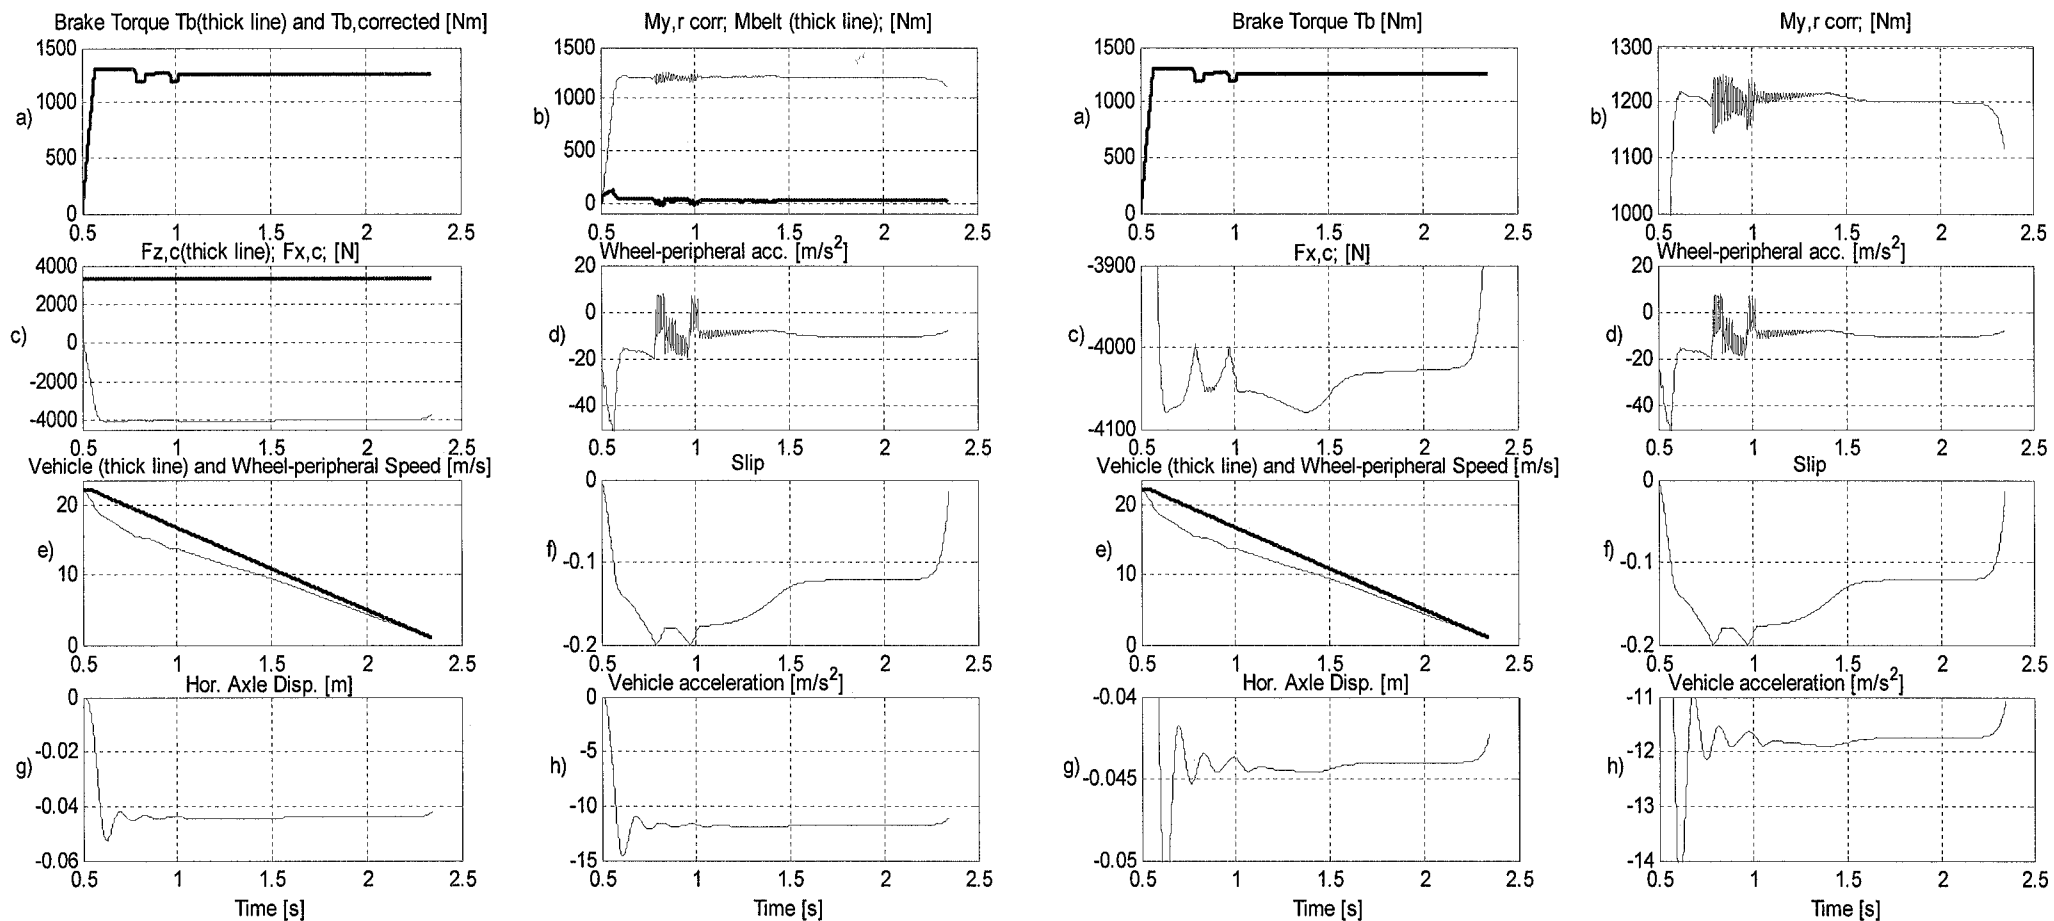 Brake Torque Tb(thick line) and Tb,corrected [Nm]
1500
1000
a)
500
0
0.5 1 1.5 2 2.5
My,r corr; Mbelt (thick line); [Nm]
1500
1000
b)
500
0
0.5 1 1.5 2 2.5
Brake Torque Tb [Nm]
1500
1000
a)
500
0
0.5 1 1.5 2 2.5
My,r corr; [Nm]
1300
1200
b)
1100
1000
0.5 1 1.5 2 2.5
Fz,c(thick line); Fx,c; [N]
4000
2000
c)
0
-2000
-4000
0.5 1 1.5 2 2.5
Wheel-peripheral acc. [m/s²]
20
0
d)
-20
-40
0.5 1 1.5 2 2.5
Fx,c; [N]
-3900
c)
-4000
-4100
0.5 1 1.5 2 2.5
Wheel-peripheral acc. [m/s²]
20
0
d)
-20
-40
0.5 1 1.5 2 2.5
Vehicle (thick line) and Wheel-peripheral Speed [m/s]
20
e)
10
0
0.5 1 1.5 2 2.5
Slip
0
f)
-0.1
-0.2
0.5 1 1.5 2 2.5
Vehicle (thick line) and Wheel-peripheral Speed [m/s]
20
e)
10
0
0.5 1 1.5 2 2.5
Slip
0
f)
-0.1
-0.2
0.5 1 1.5 2 2.5
Hor. Axle Disp. [m]
0
-0.02
g)
-0.04
-0.06
0.5 1 1.5 2 2.5
Time [s]
Vehicle acceleration [m/s²]
0
-5
h)
-10
-15
0.5 1 1.5 2 2.5
Time [s]
Hor. Axle Disp. [m]
-0.04
g)
-0.045
-0.05
0.5 1 1.5 2 2.5
Time [s]
Vehicle acceleration [m/s²]
-11
-12
h)
-13
-14
0.5 1 1.5 2 2.5
Time [s]